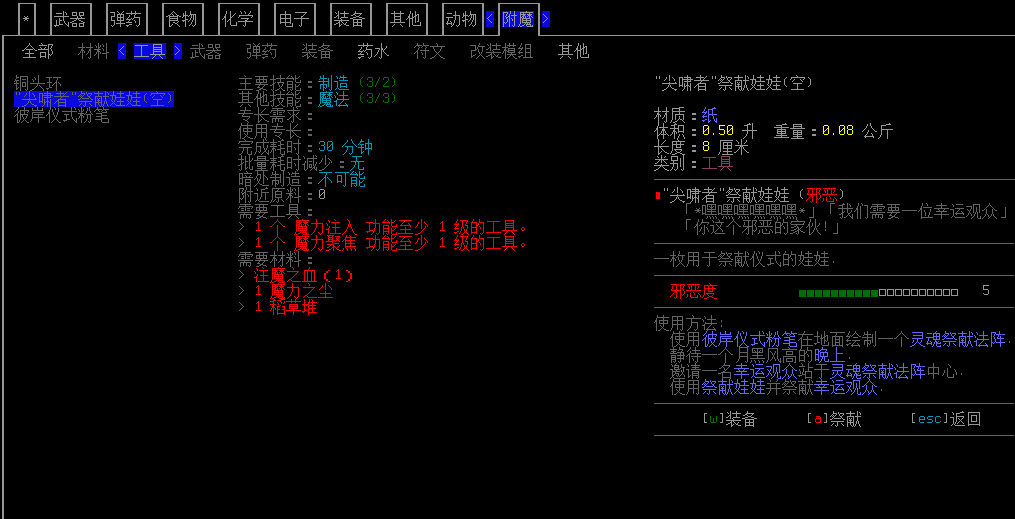 * 武器 弹药 食物 化学 电子 装备 其他 动物 < 附魔 >
全部 材料 < 工具 > 武器 弹药 装备 药水 符文 改装模组 其他
铜头环
"尖啸者"祭献娃娃(空)
彼岸仪式粉笔
主要技能：制造 (3/2)
其他技能：魔法 (3/3)
专长需求：
使用专长：
完成耗时：30 分钟
批量耗时减少：无
暗处制造：不可能
附近原料：0
需要工具：
> 1 个 魔力注入 功能至少 1 级的工具。
> 1 个 魔力聚焦 功能至少 1 级的工具。
需要材料：
> 注魔之血 (1)
> 1 魔力之尘
> 1 稻草堆
"尖啸者"祭献娃娃(空)
材质：纸
体积：0.50 升 重量：0.08 公斤
长度：8 厘米
类别：工具
"尖啸者"祭献娃娃 (邪恶)
「*嘿嘿嘿嘿嘿嘿*」「我们需要一位幸运观众」
「你这个邪恶的家伙!」
一枚用于祭献仪式的娃娃.
邪恶度 5
使用方法:
使用彼岸仪式粉笔在地面绘制一个灵魂祭献法阵.
静待一个月黑风高的晚上.
邀请一名幸运观众站于灵魂祭献法阵中心.
使用祭献娃娃并祭献幸运观众.
[w]装备 [a]祭献 [esc]返回